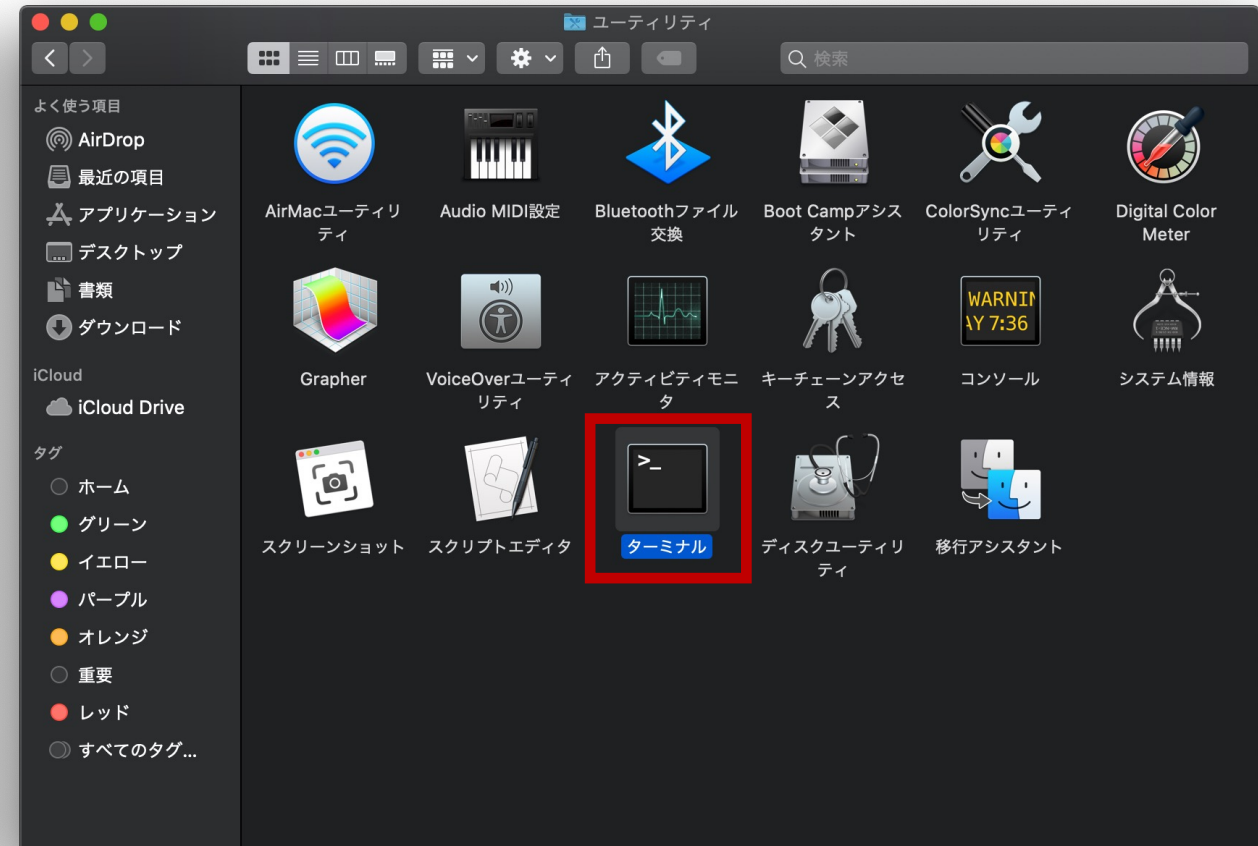 ユーティリティ
検索
よく使う項目
AirDrop
最近の項目
アプリケーション
デスクトップ
書類
ダウンロード
iCloud
iCloud Drive
タグ
ホーム
グリーン
イエロー
パープル
オレンジ
重要
レッド
すべてのタグ...
AirMacユーティリ
ティ
Audio MIDI設定
Bluetoothファイル
交換
Boot Campアシス
タント
ColorSyncユーティ
リティ
Digital Color
Meter
WARNIN
AY 7:36
Grapher
VoiceOverユーティ
リティ
アクティビティモニ
タ
キーチェーンアクセ
ス
コンソール
システム情報
>_
スクリーンショット
スクリプトエディタ
ターミナル
ディスクユーティリ
ティ
移行アシスタント